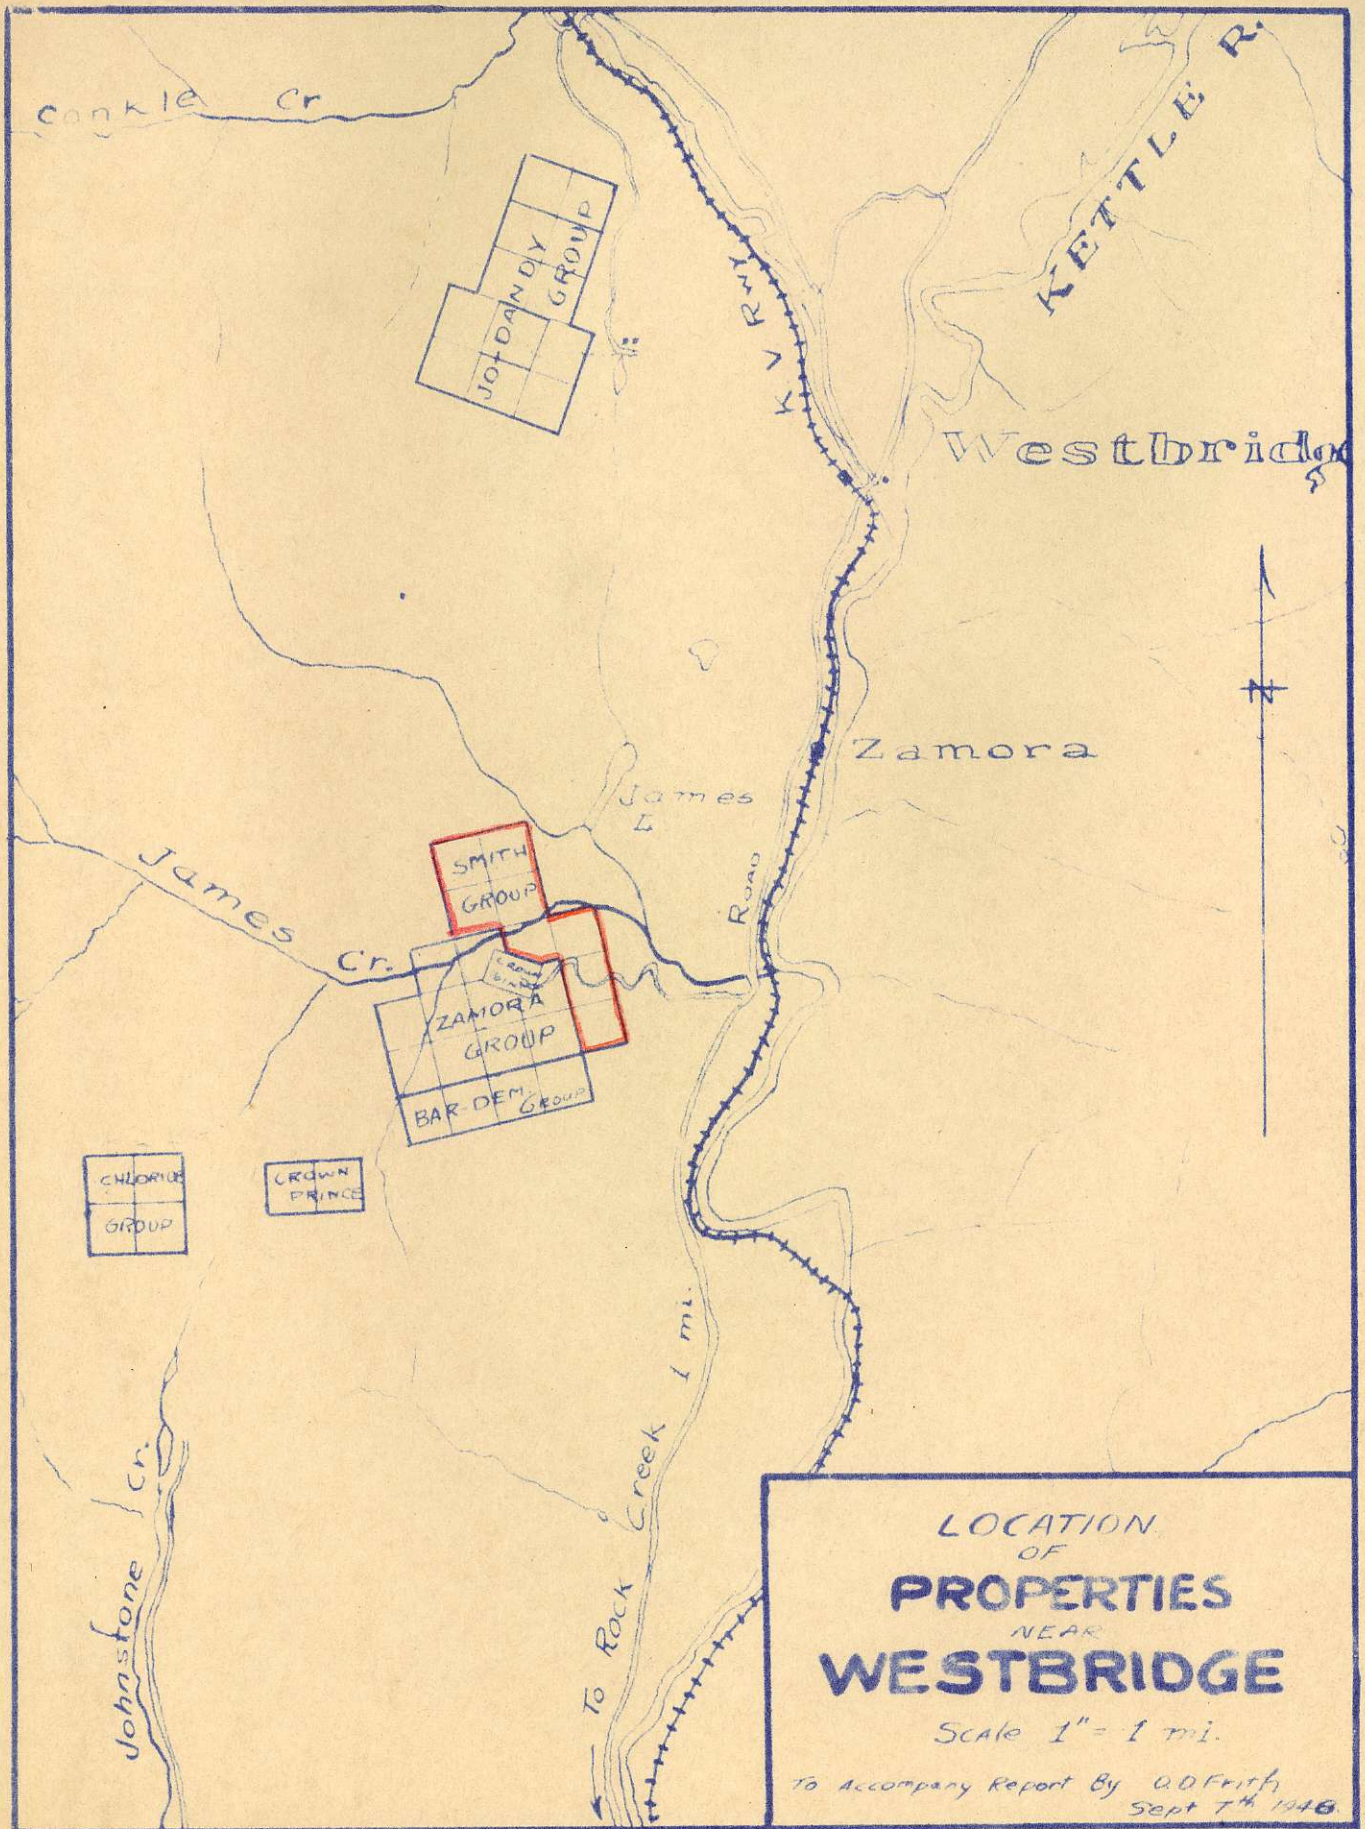 Conkle Cr
KETTLE R.
JO-DANDY
GROUP
K V RWY
Westbridge
N
Zamora
James
L
SMITH
GROUP
James Cr.
ROAD
CROWN
ZAMORA
GROUP
BAR-DEM. GROUP
CHLORIDE
GROUP
CROWN
PRINCE
To Rock Creek 1 mi.
Johnstone Cr.
LOCATION
OF
PROPERTIES
NEAR
WESTBRIDGE
Scale 1" = 1 mi.
To Accompany Report By O.D Frith
Sept 7th